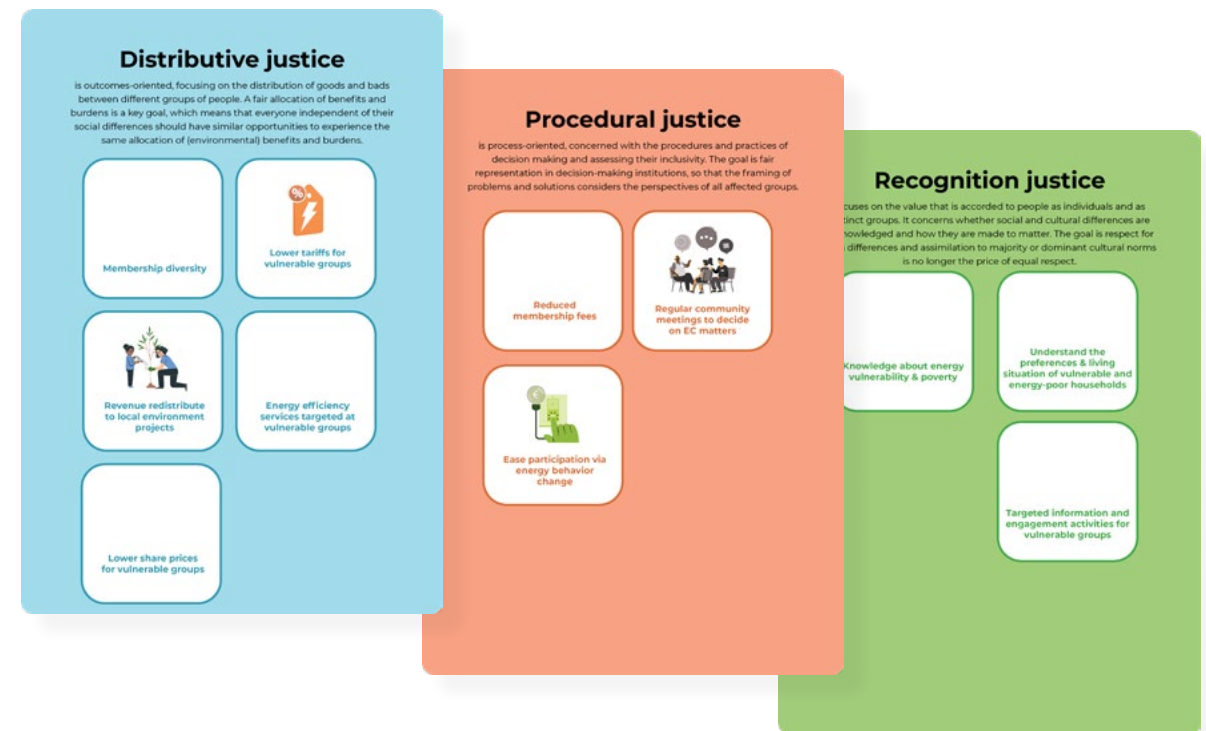 Distributive justice
is outcomes-oriented, focusing on the distribution of goods and bads
between different groups of people. A fair allocation of benefits and
burdens is a key goal, which means that everyone independent of their
social differences should have similar opportunities to experience the
same allocation of (environmental) benefits and burdens.
Membership diversity
%
Lower tariffs for
vulnerable groups
Revenue redistribute
to local environment
projects
Energy efficiency
services targeted at
vulnerable groups
Lower share prices
for vulnerable groups
Procedural justice
is process-oriented, concerned with the procedures and practices of
decision making and assessing their inclusivity. The goal is fair
representation in decision-making institutions, so that the framing of
problems and solutions considers the perspectives of all affected groups.
Reduced
membership fees
Regular community
meetings to decide
on EC matters
€
Ease participation via
energy behavior
change
Recognition justice
cuses on the value that is accorded to people as individuals and as
tinct groups. It concerns whether social and cultural differences are
nowledged and how they are made to matter. The goal is respect for
differences and assimilation to majority or dominant cultural norms
is no longer the price of equal respect.
Knowledge about energy
vulnerability & poverty
Understand the
preferences & living
situation of vulnerable and
energy-poor households
Targeted information and
engagement activities for
vulnerable groups